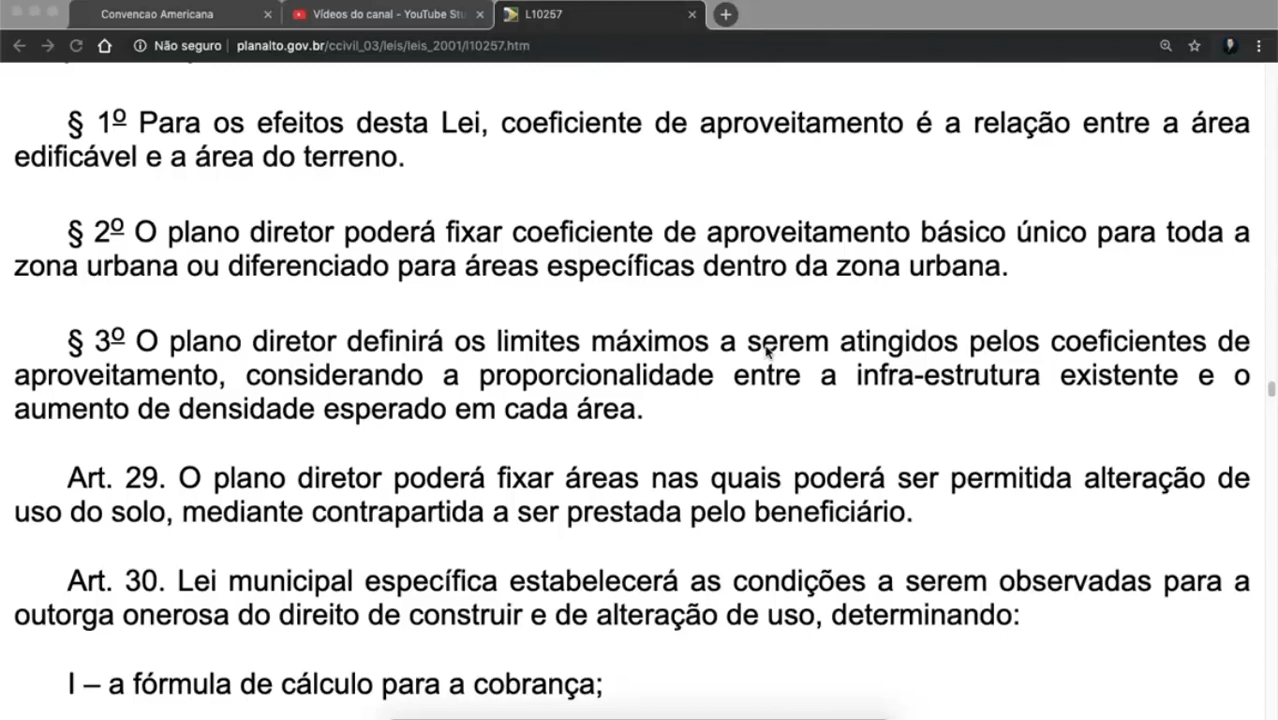 Convencao Americana
Vídeos do canal - YouTube Stu
L10257
Não seguro
planalto.gov.br/ccivil_03/leis/leis_2001/l10257.htm
§ 1º Para os efeitos desta Lei, coeficiente de aproveitamento é a relação entre a área
edificável e a área do terreno.
§ 2º O plano diretor poderá fixar coeficiente de aproveitamento básico único para toda a
zona urbana ou diferenciado para áreas específicas dentro da zona urbana.
§ 3º O plano diretor definirá os limites máximos a serem atingidos pelos coeficientes de
aproveitamento, considerando a proporcionalidade entre a infra-estrutura existente e o
aumento de densidade esperado em cada área.
Art. 29. O plano diretor poderá fixar áreas nas quais poderá ser permitida alteração de
uso do solo, mediante contrapartida a ser prestada pelo beneficiário.
Art. 30. Lei municipal específica estabelecerá as condições a serem observadas para a
outorga onerosa do direito de construir e de alteração de uso, determinando:
I – a fórmula de cálculo para a cobrança;